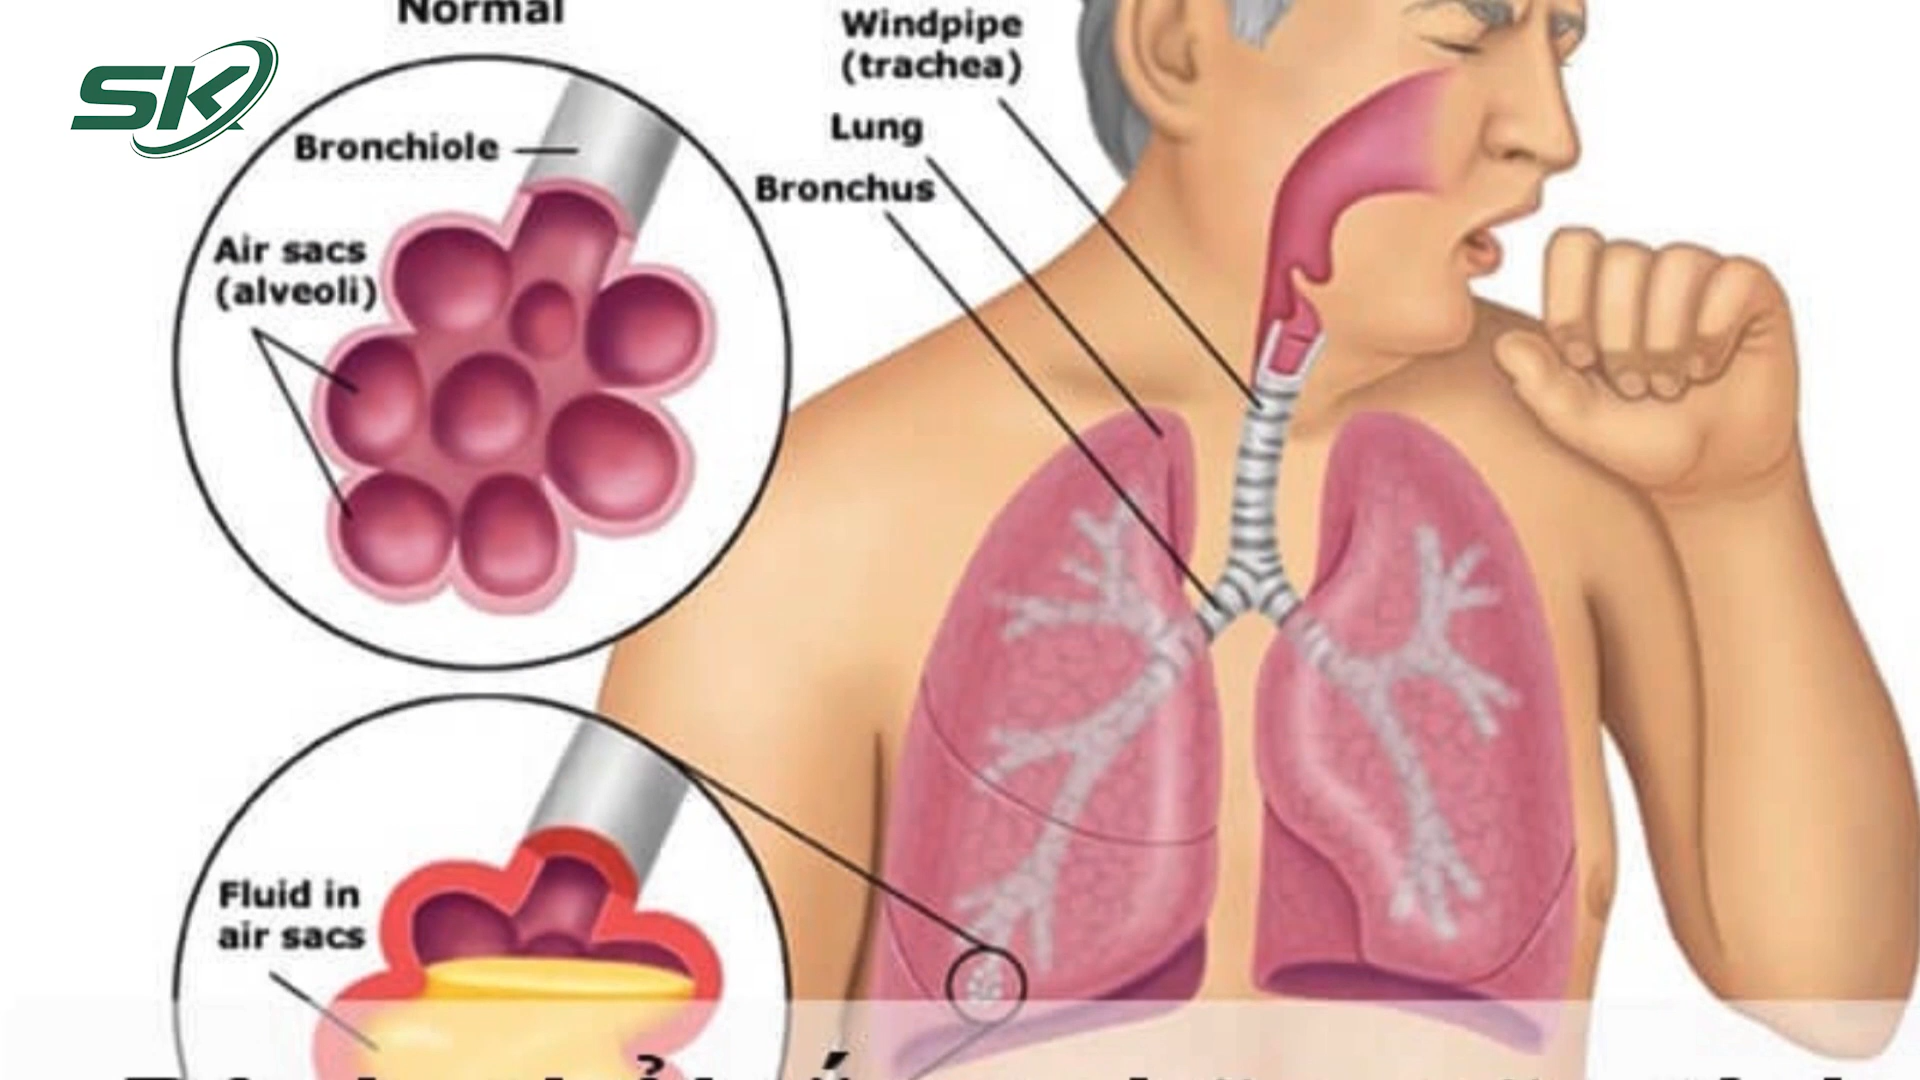 Normal
SK
Bronchiole
Air sacs
(alveoli)
Windpipe
(trachea)
Lung
Bronchus
Fluid in
air sacs